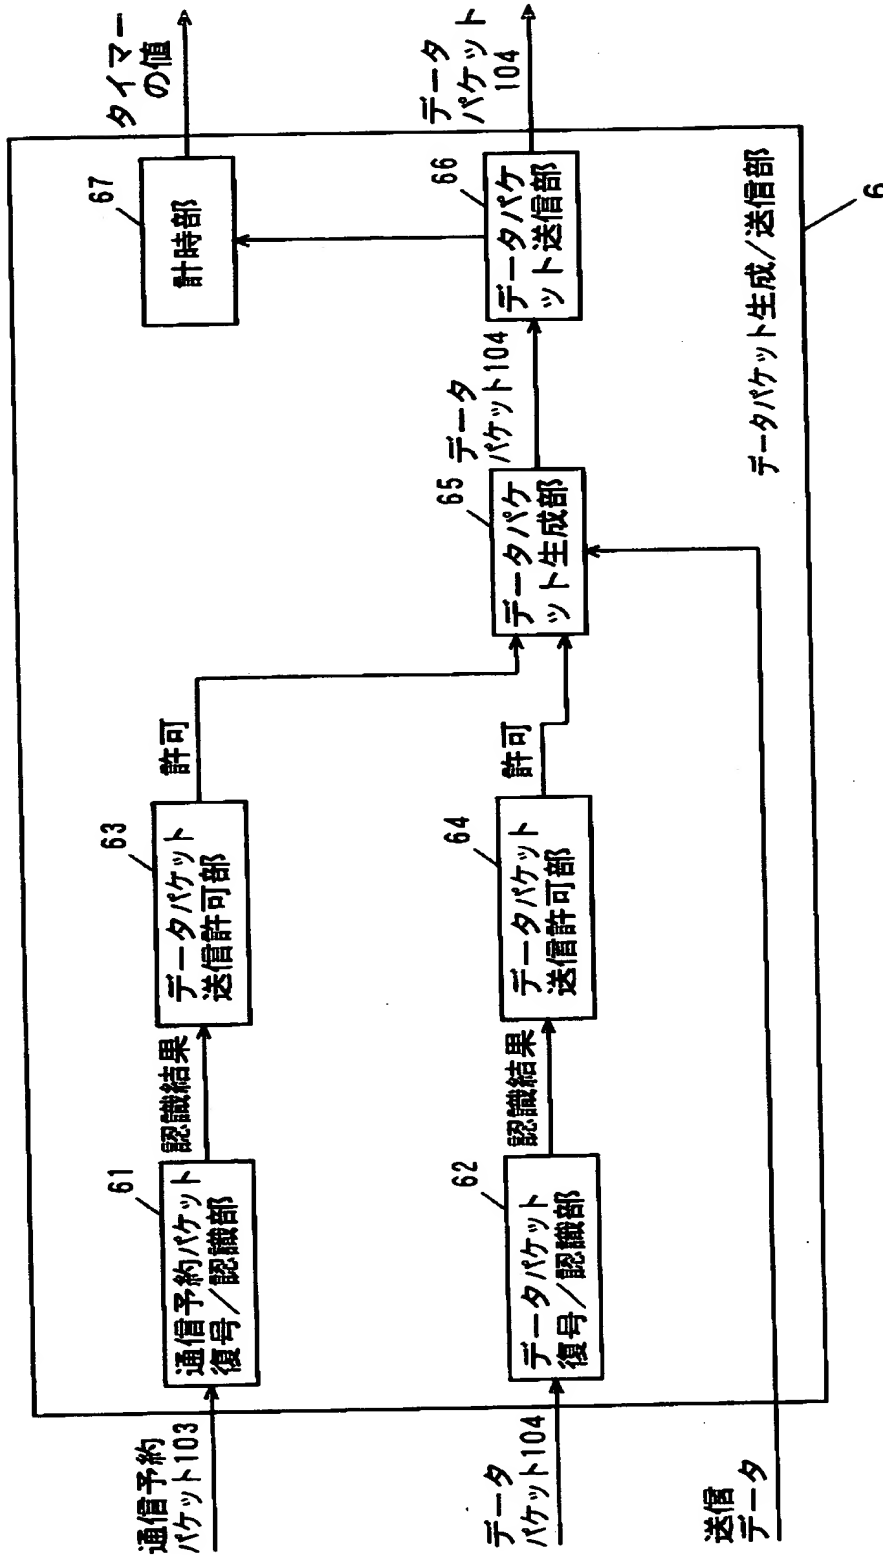 通信予約
パケット103
61
通信予約パケット
復号/認識部
認識結果
63
データパケット
送信許可部
許可
67
計時部
タイマー
の値
データ
パケット104
62
データパケット
復号/認識部
認識結果
64
データパケット
送信許可部
許可
65
データパケ
ット生成部
データ
パケット104
66
データパケ
ット送信部
データ
パケット
104
送信
データ
データパケット生成/送信部
6